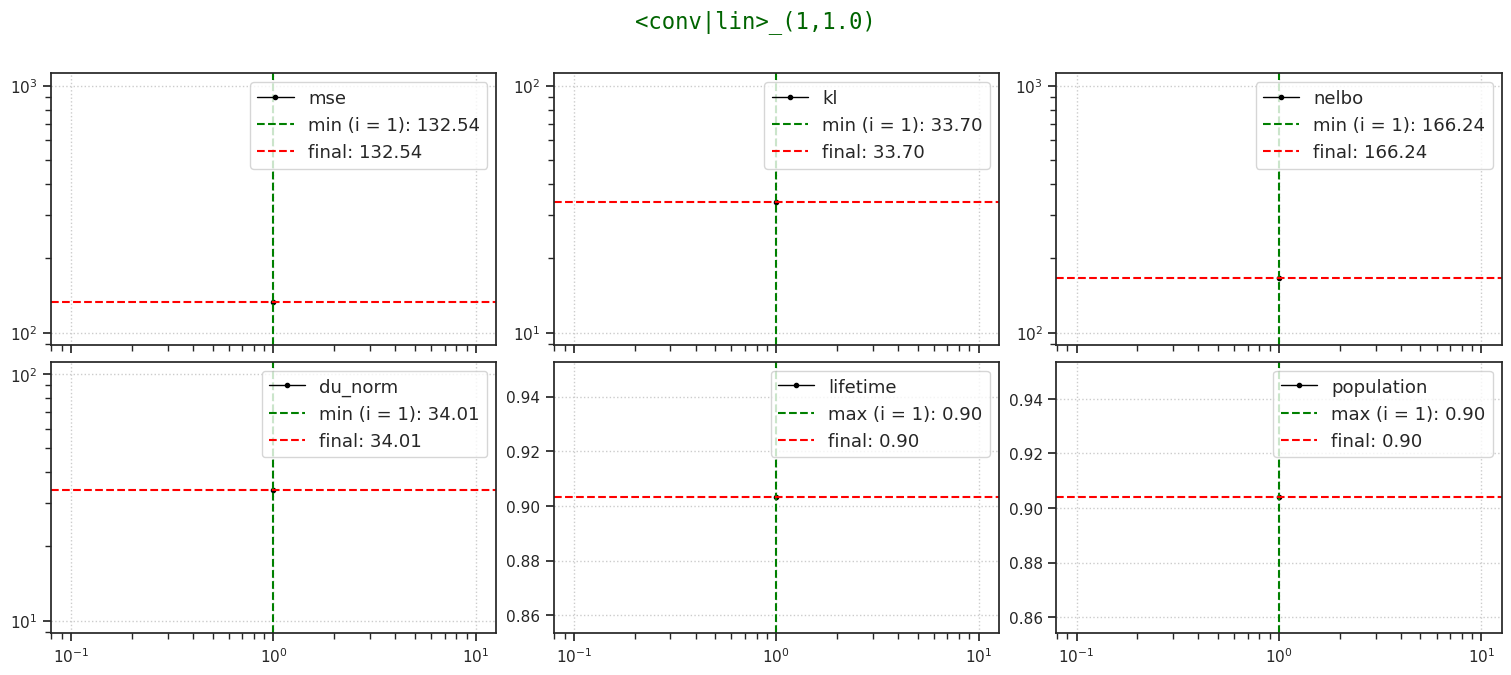 <conv|lin>_(1,1.0)
10³
10²
mse
min (i = 1): 132.54
final: 132.54
10²
10¹
kl
min (i = 1): 33.70
final: 33.70
10³
10²
nelbo
min (i = 1): 166.24
final: 166.24
10²
10¹
du_norm
min (i = 1): 34.01
final: 34.01
10⁻¹ 10⁰ 10¹
0.94
0.92
0.90
0.88
0.86
lifetime
max (i = 1): 0.90
final: 0.90
10⁻¹ 10⁰ 10¹
0.94
0.92
0.90
0.88
0.86
population
max (i = 1): 0.90
final: 0.90
10⁻¹ 10⁰ 10¹